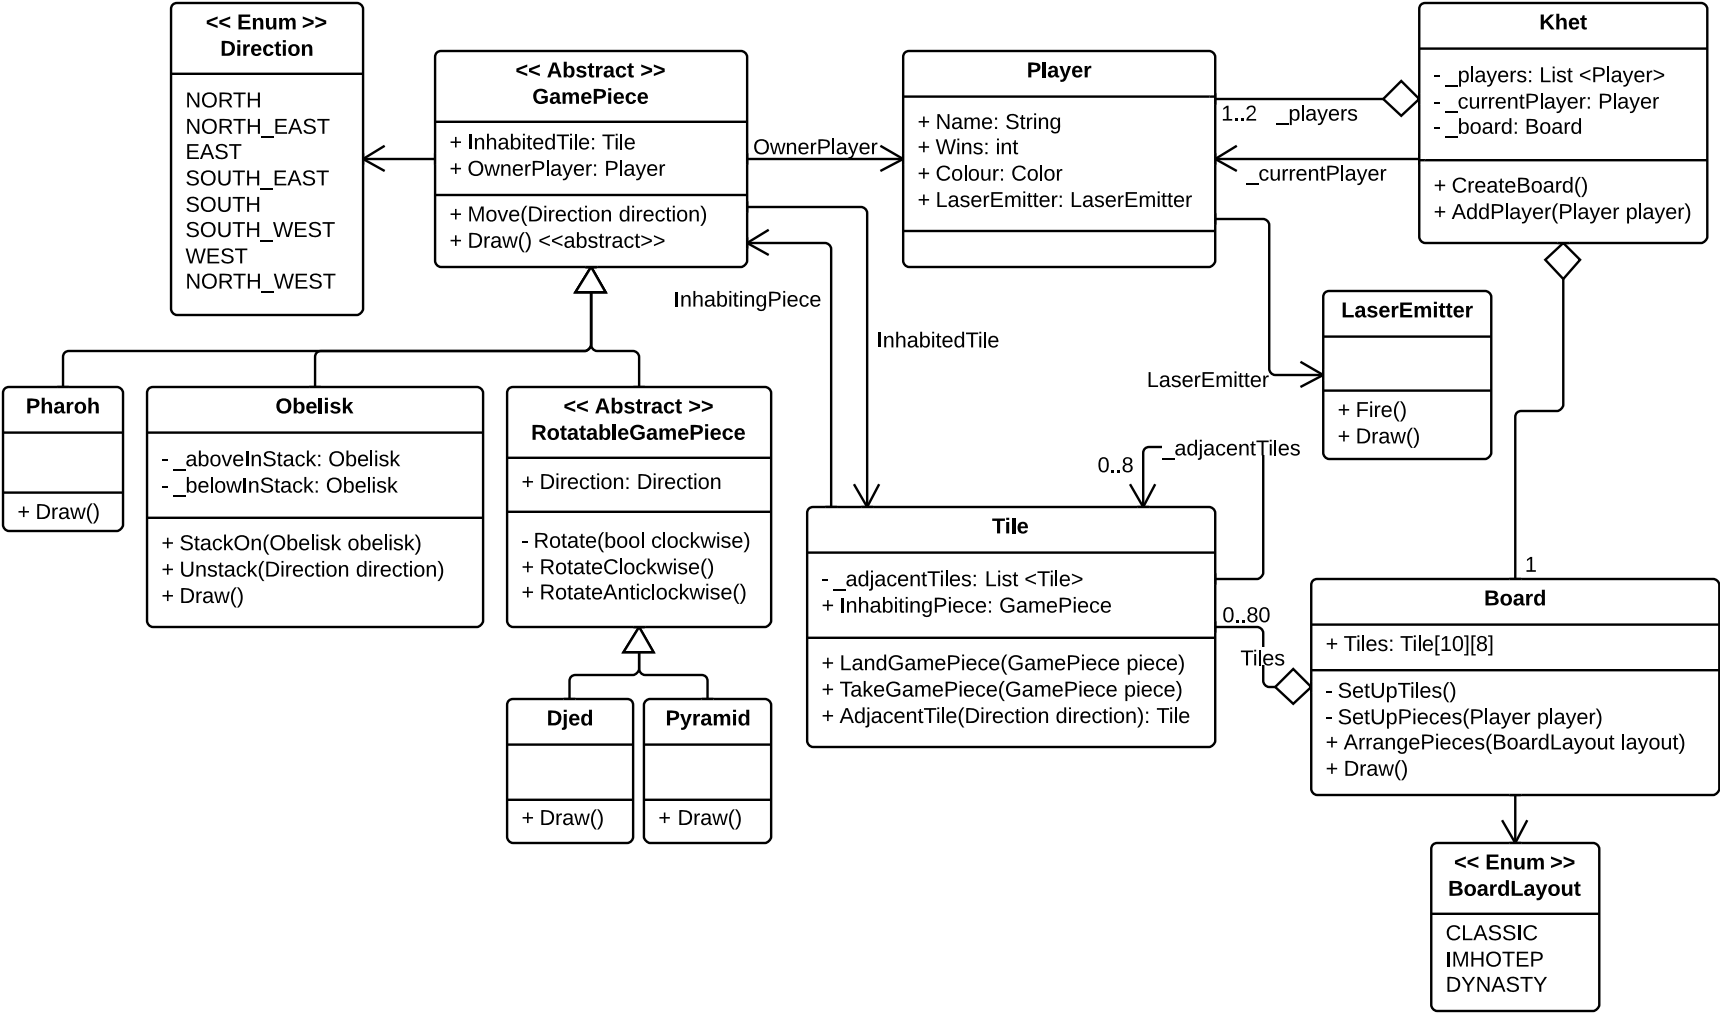 << Enum >>
Direction
NORTH
NORTH_EAST
EAST
SOUTH_EAST
SOUTH
SOUTH_WEST
WEST
NORTH_WEST
<< Abstract >>
GamePiece
+ InhabitedTile: Tile
+ OwnerPlayer: Player
+ Move(Direction direction)
+ Draw() <<abstract>>
OwnerPlayer
Player
+ Name: String
+ Wins: int
+ Colour: Color
+ LaserEmitter: LaserEmitter
1..2 _players
_currentPlayer
Khet
- _players: List <Player>
- _currentPlayer: Player
- _board: Board
+ CreateBoard()
+ AddPlayer(Player player)
InhabitingPiece
InhabitedTile
LaserEmitter
LaserEmitter
+ Fire()
+ Draw()
Pharoh
+ Draw()
Obelisk
- _aboveInStack: Obelisk
- _belowInStack: Obelisk
+ StackOn(Obelisk obelisk)
+ Unstack(Direction direction)
+ Draw()
<< Abstract >>
RotatableGamePiece
+ Direction: Direction
- Rotate(bool clockwise)
+ RotateClockwise()
+ RotateAnticlockwise()
_adjacentTiles
0..8
Tile
- _adjacentTiles: List <Tile>
+ InhabitingPiece: GamePiece
+ LandGamePiece(GamePiece piece)
+ TakeGamePiece(GamePiece piece)
+ AdjacentTile(Direction direction): Tile
0..80
Tiles
1
Board
+ Tiles: Tile[10][8]
- SetUpTiles()
- SetUpPieces(Player player)
+ ArrangePieces(BoardLayout layout)
+ Draw()
Djed
+ Draw()
Pyramid
+ Draw()
<< Enum >>
BoardLayout
CLASSIC
IMHOTEP
DYNASTY